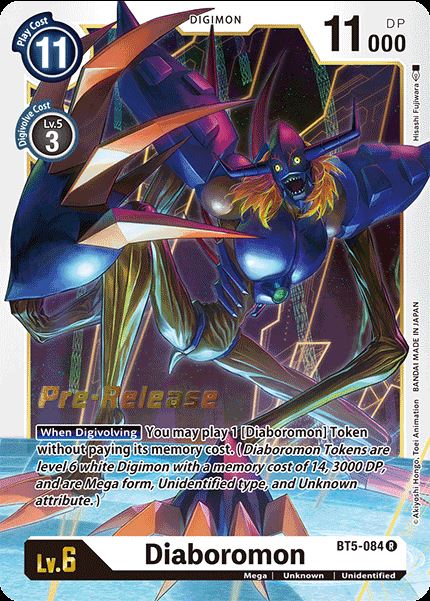 Play Cost
11
DIGIMON
11000
DP
Digivolve Cost
Lv.5
3
Hisashi Fujiwara
Pre-Release
When Digivolving You may play 1 [Diaboromon] Token
without paying its memory cost. (Diaboromon Tokens are
level 6 white Digimon with a memory cost of 14, 3000 DP,
and are Mega form, Unidentified type, and Unknown
attribute.)
©Akiyoshi Hongo, Toei Animation BANDAI MADE IN JAPAN
Lv.6
Diaboromon
BT5-084 R
Mega | Unknown | Unidentified